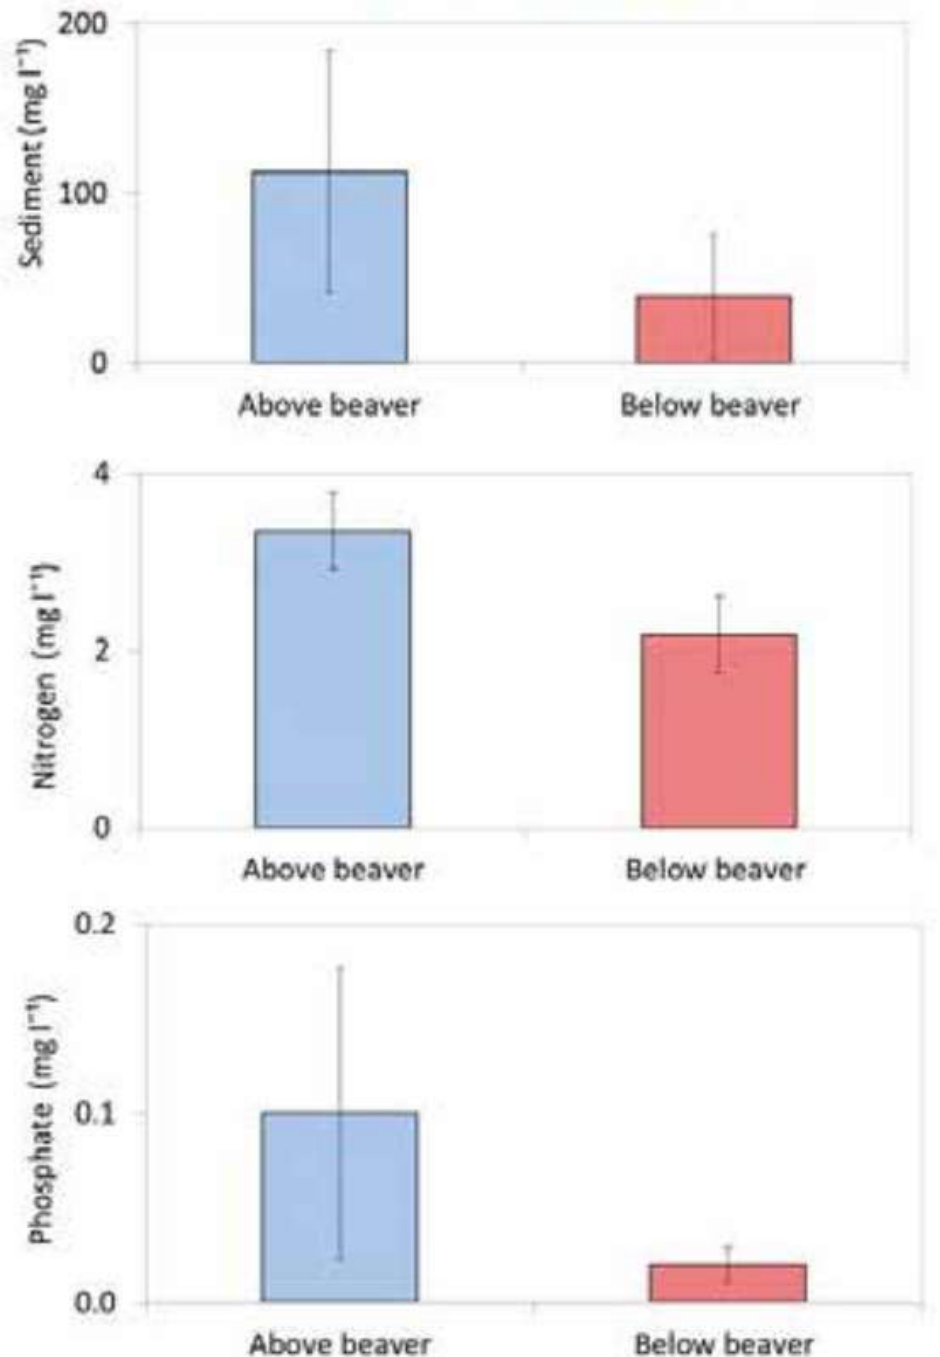 Sediment (mg l⁻¹)
200
100
0
Above beaver
Below beaver
Nitrogen (mg l⁻¹)
4
2
0
Above beaver
Below beaver
Phosphate (mg l⁻¹)
0.2
0.1
0.0
Above beaver
Below beaver